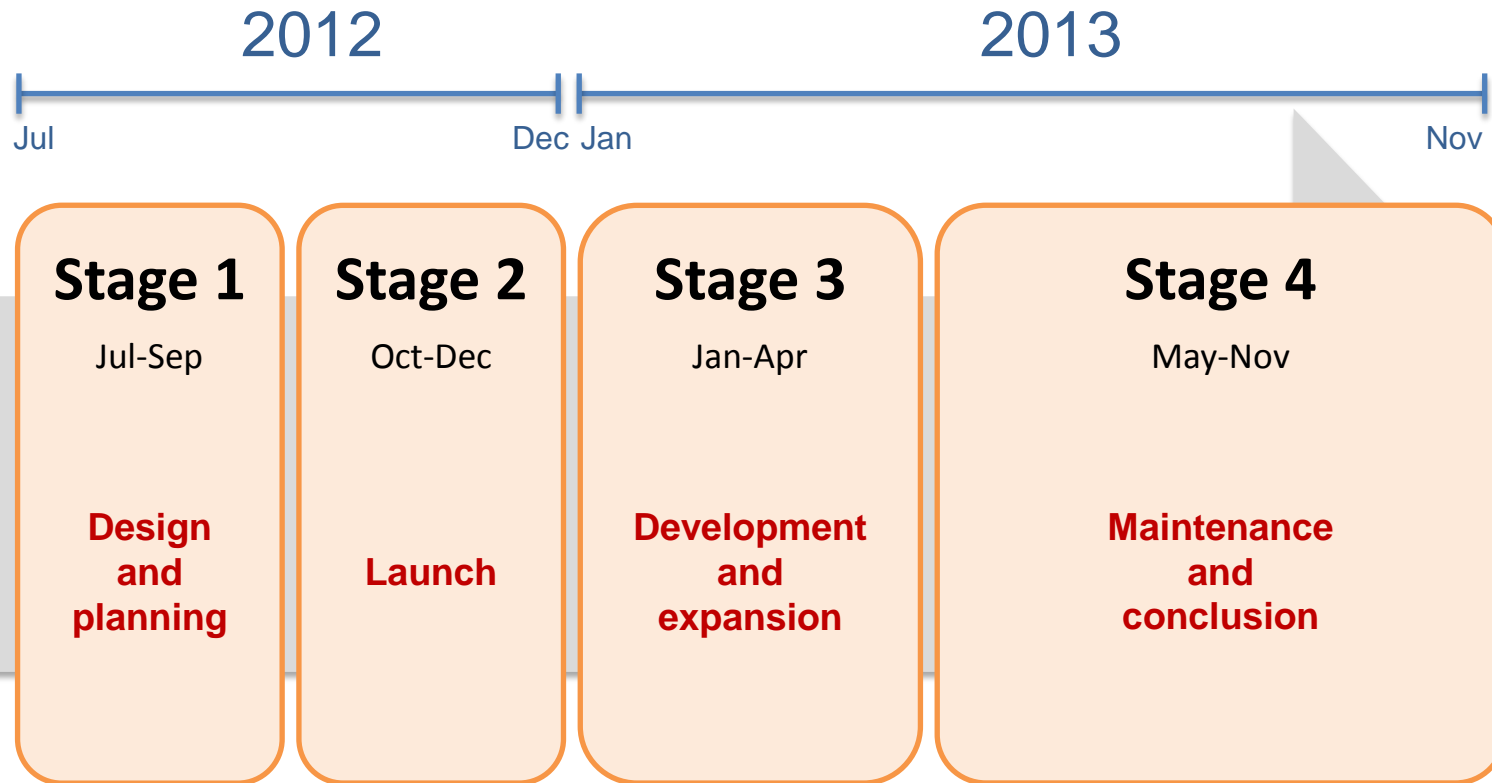 2012
2013
Jul
Dec
Jan
Nov
Stage 1
Jul-Sep
Design
and
planning
Stage 2
Oct-Dec
Launch
Stage 3
Jan-Apr
Development
and
expansion
Stage 4
May-Nov
Maintenance
and
conclusion